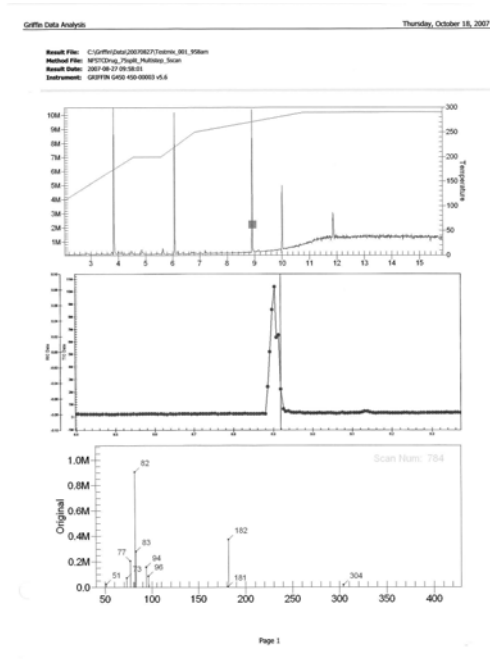 Griffin Data Analysis
Thursday, October 18, 2007
Result File: C:\Griffin\Data\20070827\Testmix_001_958am
Method File: NFSTCDrug_75split_Multistep_5scan
Result Date: 2007-08-27 09:58:01
Instrument: GRIFFIN G450 450-00003 v5.6
10M
9M
8M
7M
6M
5M
4M
3M
2M
1M
300
250
200
150
100
50
0
Temperature
3 4 5 6 7 8 9 10 11 12 13 14 15
Scan Num: 784
Original
1.0M
0.8M
0.6M
0.4M
0.2M
0.0
82
182
83
77
94
96
73
51
181
304
50 100 150 200 250 300 350 400
Page 1